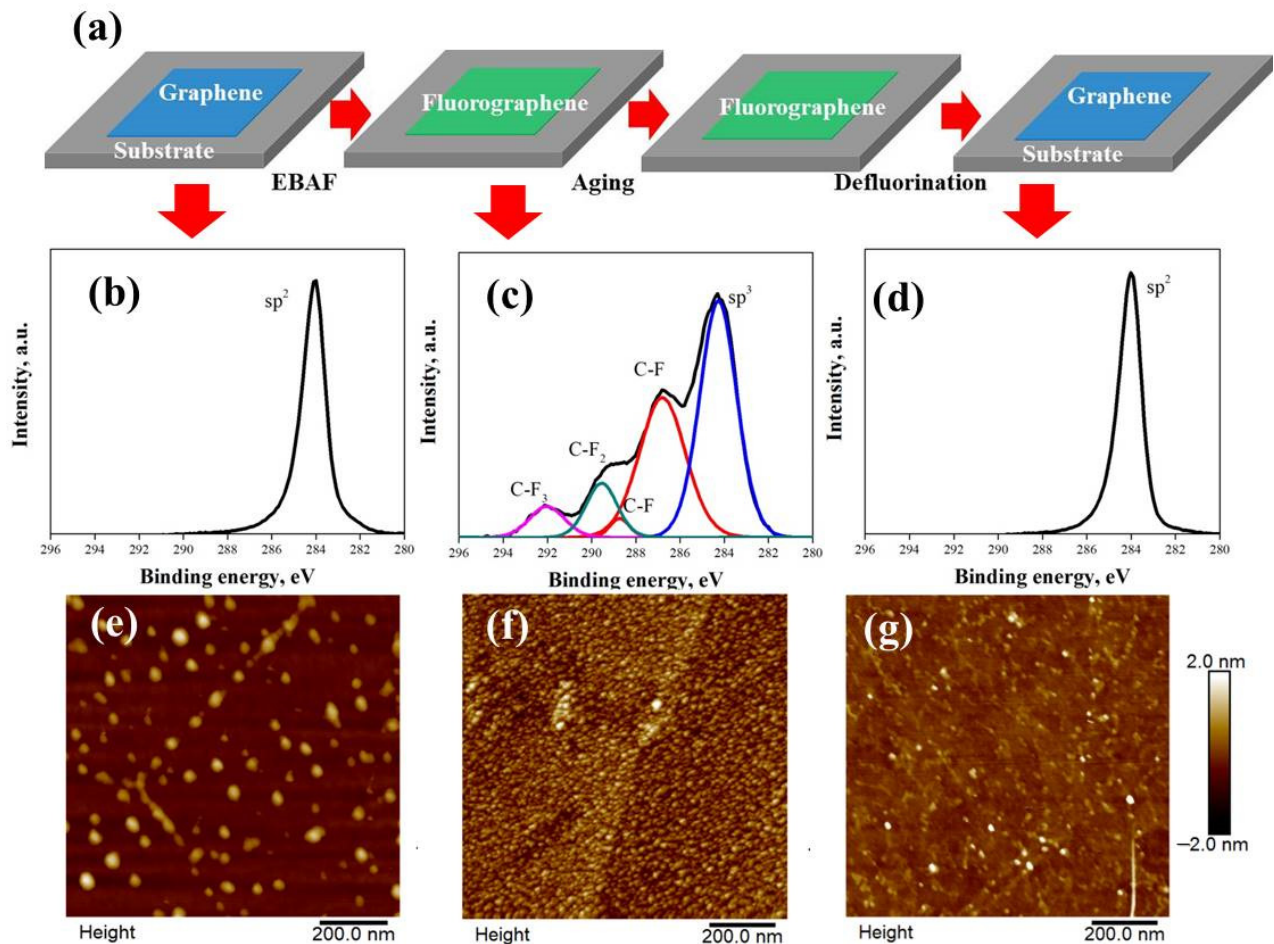 (a)
Graphene
Fluorographene
Fluorographene
Graphene
Substrate
Substrate
EBAF
Aging
Defluorination
(b)
sp2
Intensity, a.u.
296 294 292 290 288 286 284 282 280
Binding energy, eV
(c)
sp3
C-F
C-F2
C-F3
C-F
Intensity, a.u.
296 294 292 290 288 286 284 282 280
Binding energy, eV
(d)
sp2
Intensity, a.u.
296 294 292 290 288 286 284 282 280
Binding energy, eV
(e)
Height
200.0 nm
(f)
Height
200.0 nm
(g)
Height
200.0 nm
2.0 nm
−2.0 nm